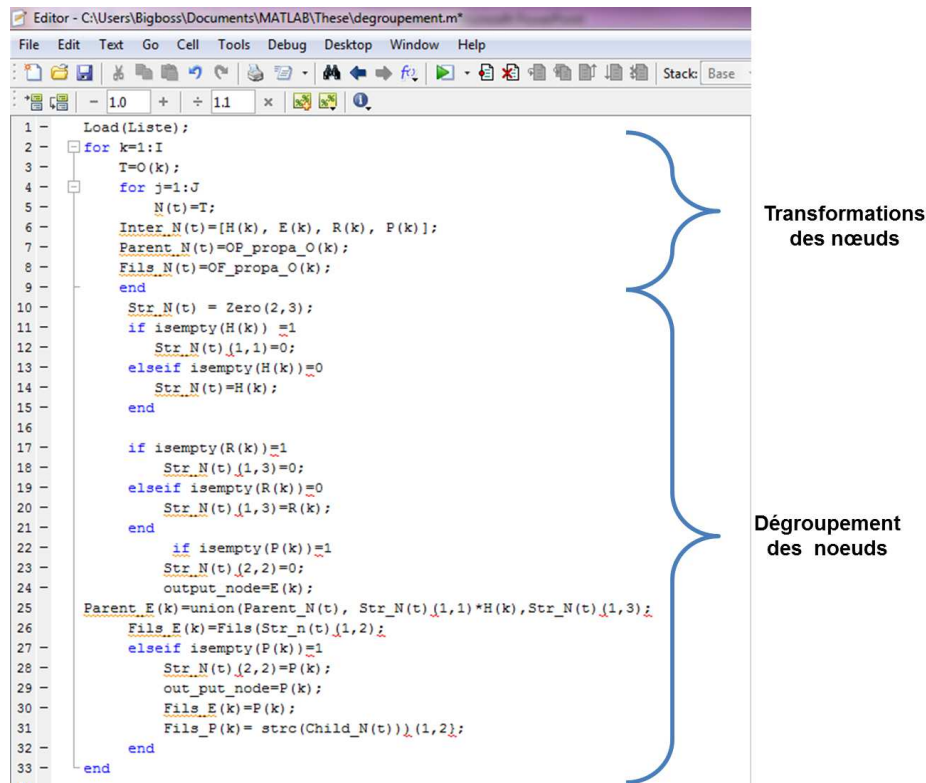 Editor - C:\Users\Bigboss\Documents\MATLAB\These\degroupement.m*
File Edit Text Go Cell Tools Debug Desktop Window Help
Stack: Base
- 1.0 + ÷ 1.1 ×
1 - Load(Liste);
2 - for k=1:I
3 - T=O(k);
4 - for j=1:J
5 - N(t)=T;
6 - Inter_N(t)=[H(k), E(k), R(k), P(k)];
7 - Parent_N(t)=OP_propa_O(k);
8 - Fils_N(t)=OF_propa_O(k);
9 - end
10 - Str_N(t) = Zero(2,3);
11 - if isempty(H(k)) =1
12 - Str_N(t)(1,1)=0;
13 - elseif isempty(H(k))=0
14 - Str_N(t)=H(k);
15 - end
16
17 - if isempty(R(k))=1
18 - Str_N(t)(1,3)=0;
19 - elseif isempty(R(k))=0
20 - Str_N(t)(1,3)=R(k);
21 - end
22 - if isempty(P(k))=1
23 - Str_N(t)(2,2)=0;
24 - output_node=E(k);
25 Parent_E(k)=union(Parent_N(t), Str_N(t)(1,1)*H(k),Str_N(t)(1,3);
26 Fils_E(k)=Fils(Str_n(t)(1,2);
27 - elseif isempty(P(k))=1
28 - Str_N(t)(2,2)=P(k);
29 - out_put_node=P(k);
30 - Fils_E(k)=P(k);
31 Fils_P(k)= strc(Child_N(t)))(1,2};
32 - end
33 - end
Transformations
des nœuds
Dégroupement
des noeuds